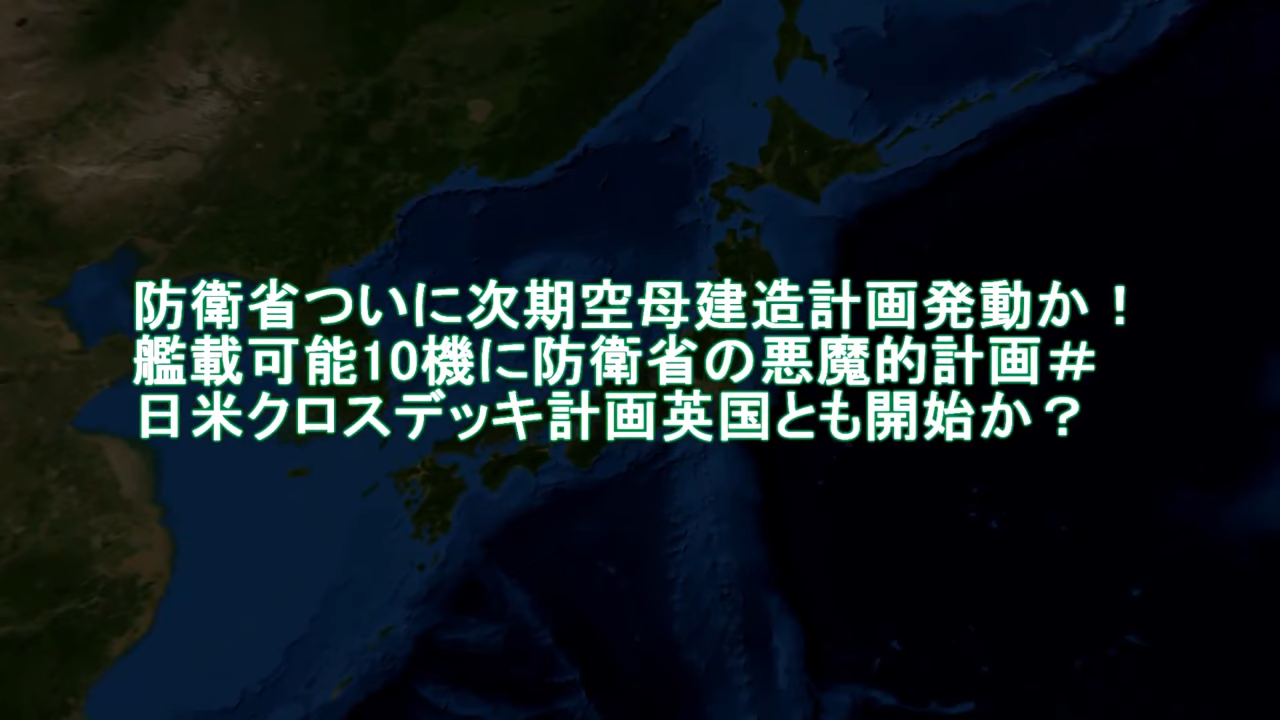 防衛省ついに次期空母建造計画発動か！
艦載可能10機に防衛省の悪魔的計画＃
日米クロスデッキ計画英国とも開始か？